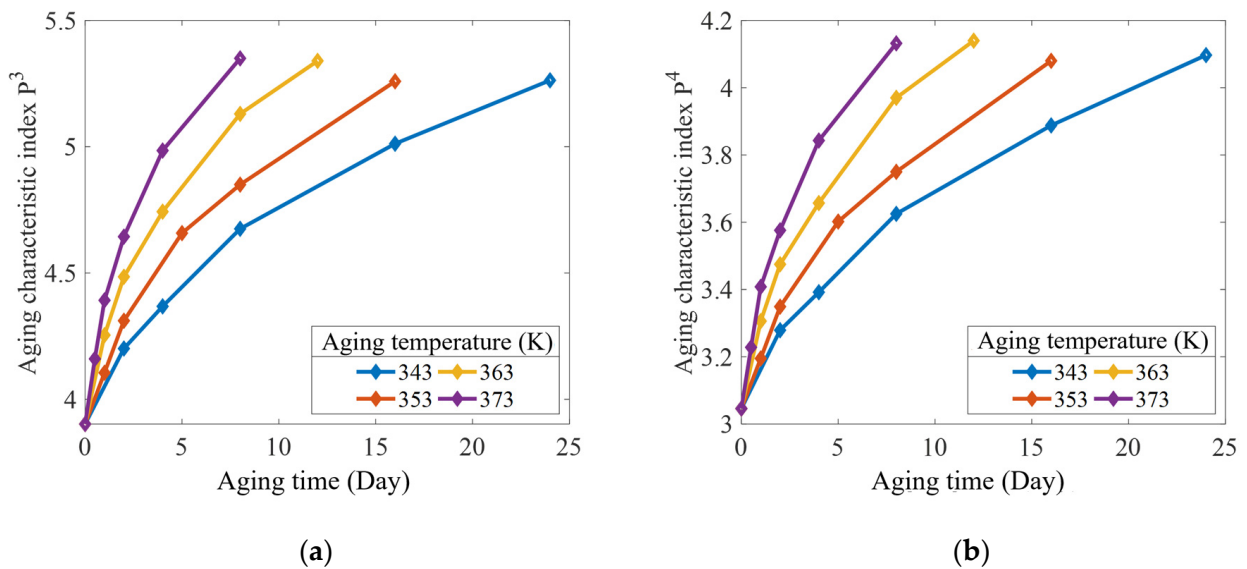 5.5
5
4.5
4
Aging characteristic index P³
0 5 10 15 20 25
Aging time (Day)
Aging temperature (K)
343 363
353 373
(a)
4.2
4
3.8
3.6
3.4
3.2
3
Aging characteristic index P⁴
0 5 10 15 20 25
Aging time (Day)
Aging temperature (K)
343 363
353 373
(b)